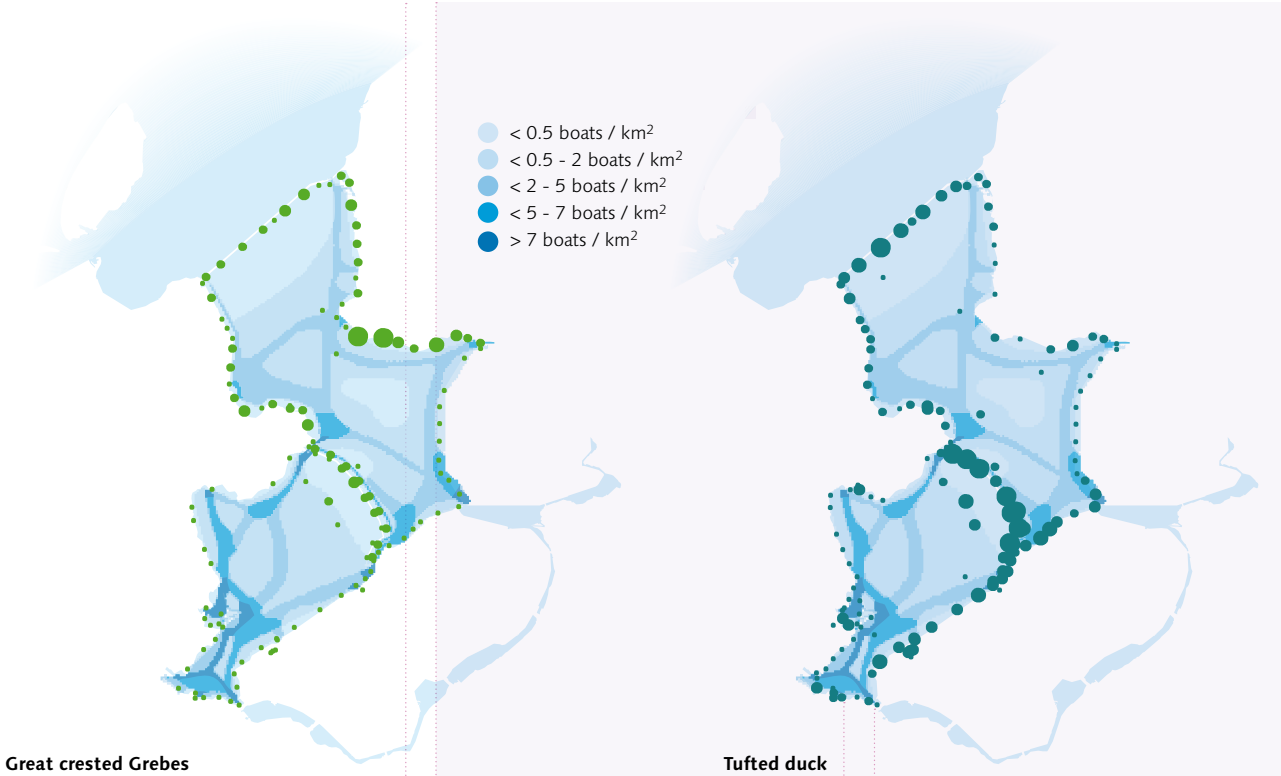 < 0.5 boats / km²
< 0.5 - 2 boats / km²
< 2 - 5 boats / km²
< 5 - 7 boats / km²
> 7 boats / km²
Great crested Grebes
Tufted duck